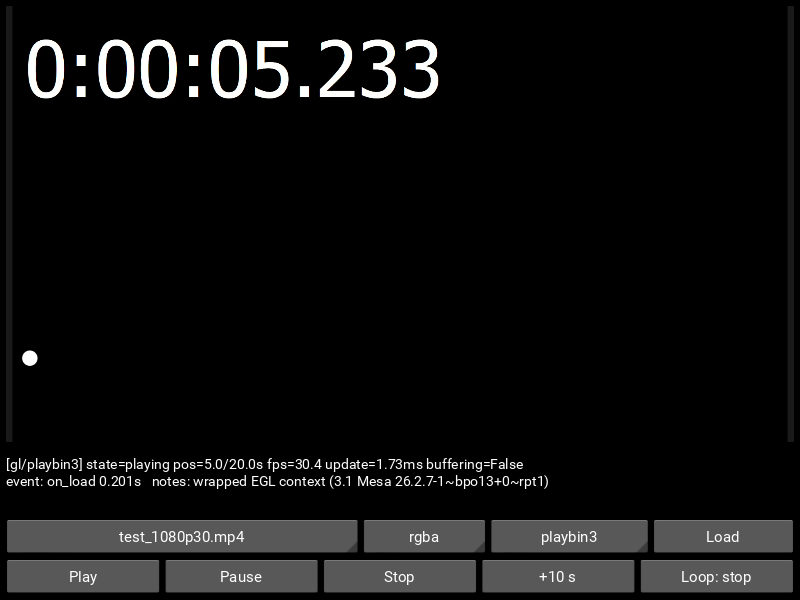 0:00:05.233
[gl/playbin3] state=playing pos=5.0/20.0s fps=30.4 update=1.73ms buffering=False
event: on_load 0.201s   notes: wrapped EGL context (3.1 Mesa 26.2.7-1~bpo13+0~rpt1)
test_1080p30.mp4 rgba playbin3 Load
Play Pause Stop +10 s Loop: stop